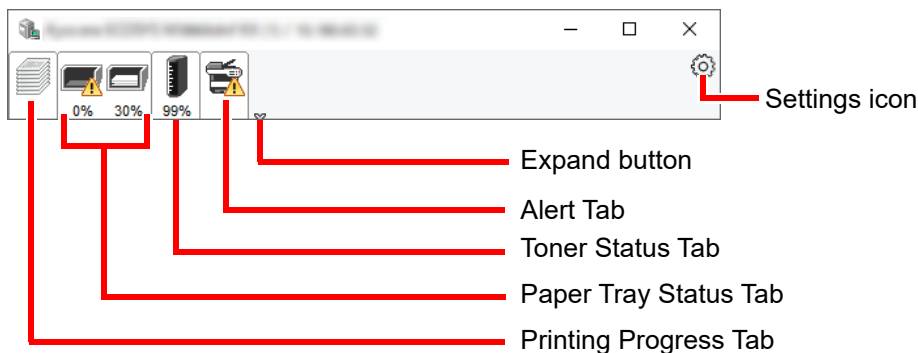 0% 30% 99%
Settings icon
Expand button
Alert Tab
Toner Status Tab
Paper Tray Status Tab
Printing Progress Tab